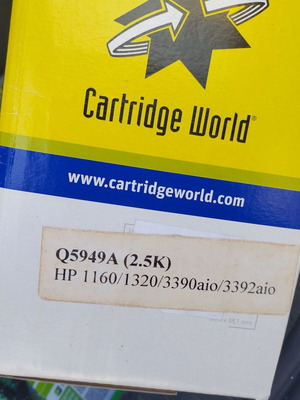 Cartridge World®
www.cartridgeworld.com
Q5949A (2.5K)
HP 1160/1320/3390aio/3392aio